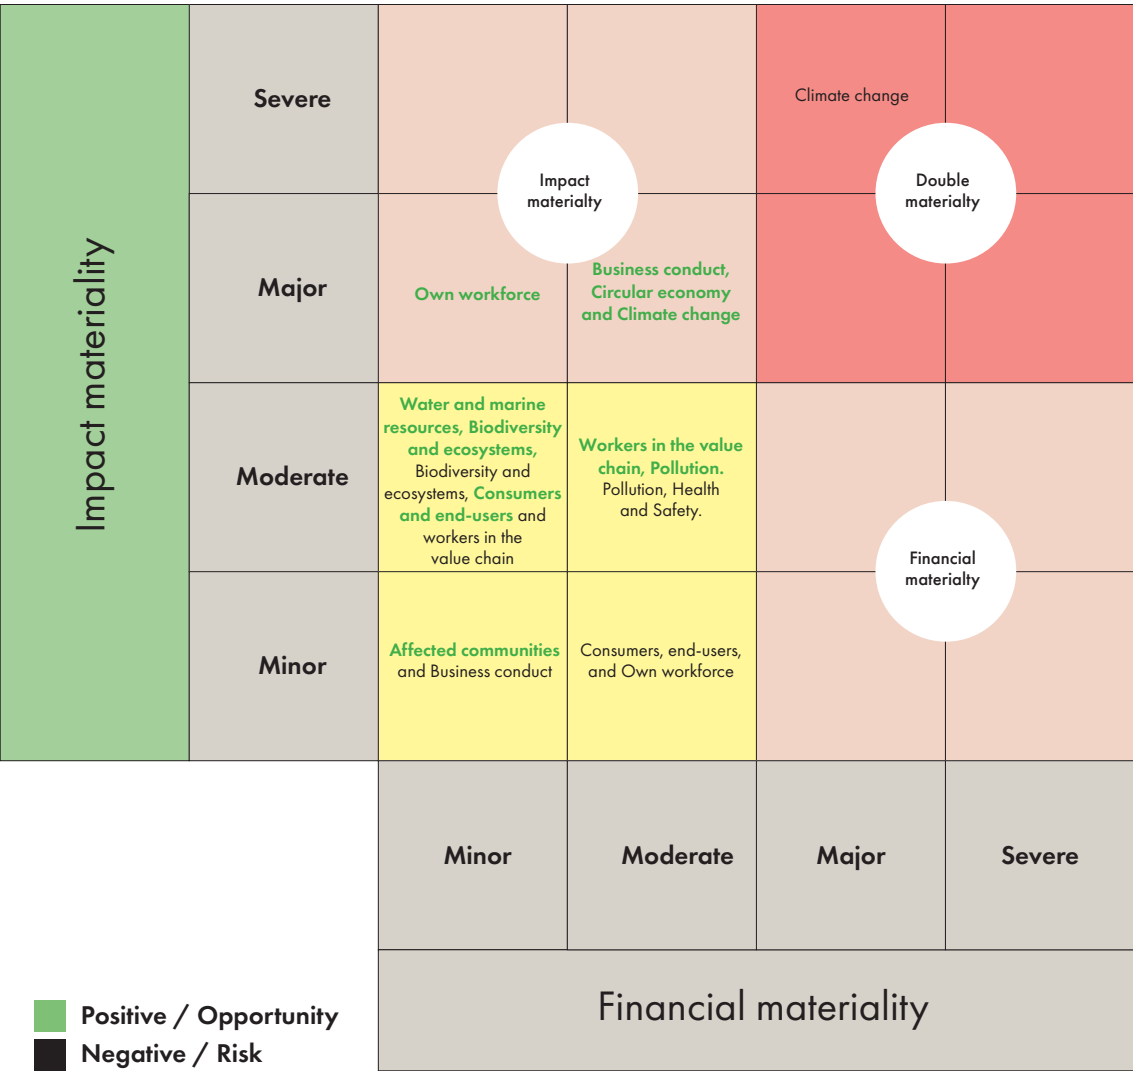 Impact materiality
Severe
Climate change
Impact
materialty
Double
materialty
Major
Own workforce
Business conduct,
Circular economy
and Climate change
Moderate
Water and marine
resources, Biodiversity
and ecosystems,
Biodiversity and
ecosystems, Consumers
and end-users and
workers in the
value chain
Workers in the value
chain, Pollution.
Pollution, Health
and Safety.
Financial
materialty
Minor
Affected communities
and Business conduct
Consumers, end-users,
and Own workforce
Minor
Moderate
Major
Severe
Financial materiality
Positive / Opportunity
Negative / Risk